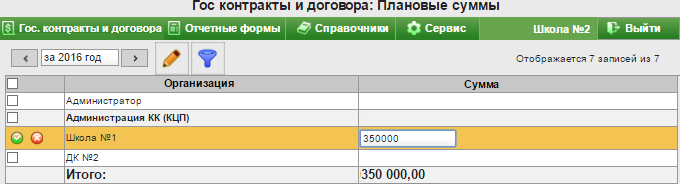 Гос контракты и договора: Плановые суммы
Гос. контракты и договора Отчетные формы Справочники Сервис Школа №2 Выйти
за 2016 год Отображается 7 записей из 7
Организация Сумма
Администратор
Администрация КК (КЦП)
Школа №1 350000
ДК №2
Итого: 350 000,00